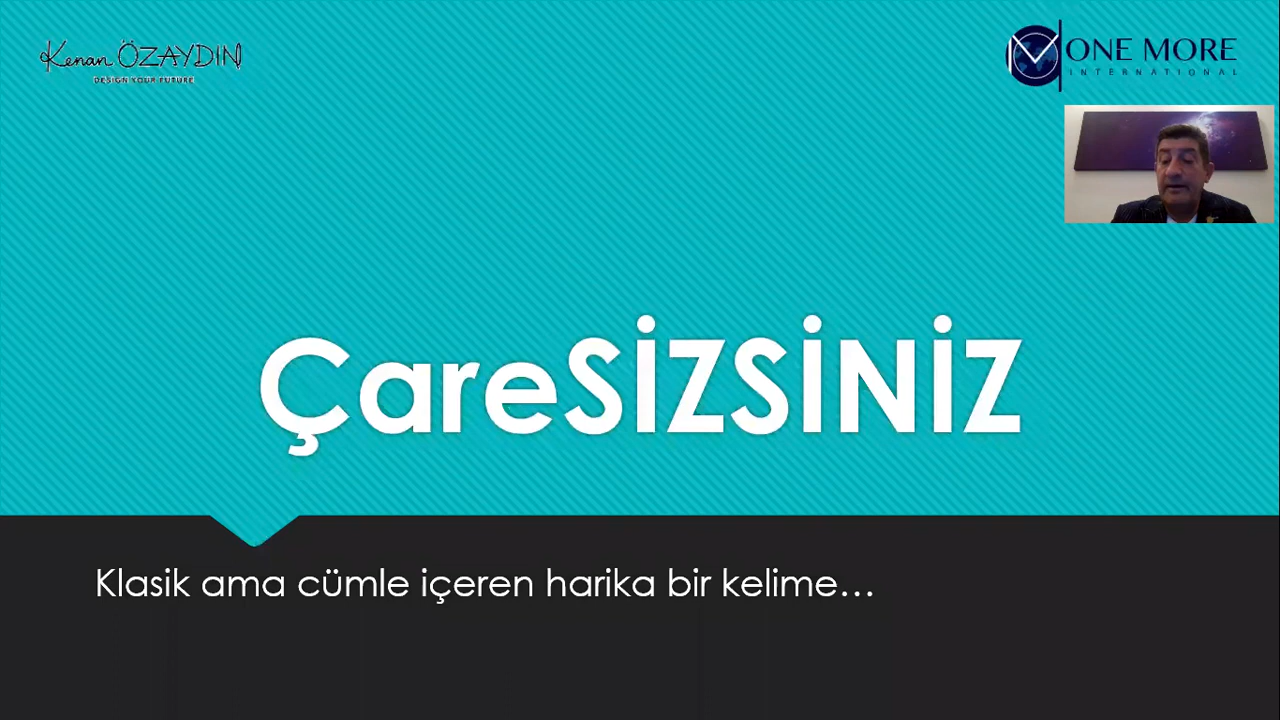 Kenan ÖZAYDIN
DESIGN YOUR FUTURE
ONE MORE
INTERNATIONAL
ÇareSİZSİNİZ
Klasik ama cümle içeren harika bir kelime...